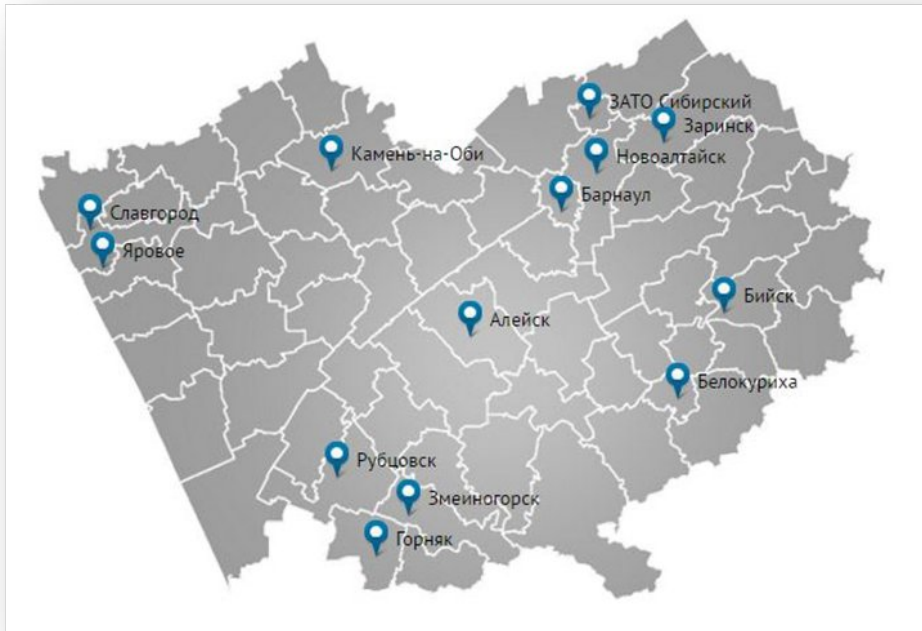 ЗАТО Сибирский
Заринск
Камень-на-Оби
Новоалтайск
Барнаул
Славгород
Яровое
Бийск
Алейск
Белокуриха
Рубцовск
Змеиногорск
Горняк